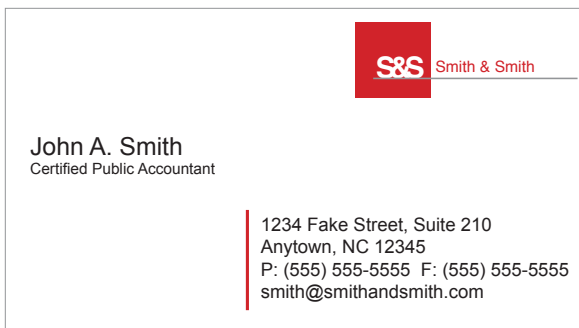 S&S Smith & Smith
John A. Smith
Certified Public Accountant
1234 Fake Street, Suite 210
Anytown, NC 12345
P: (555) 555-5555 F: (555) 555-5555
smith@smithandsmith.com